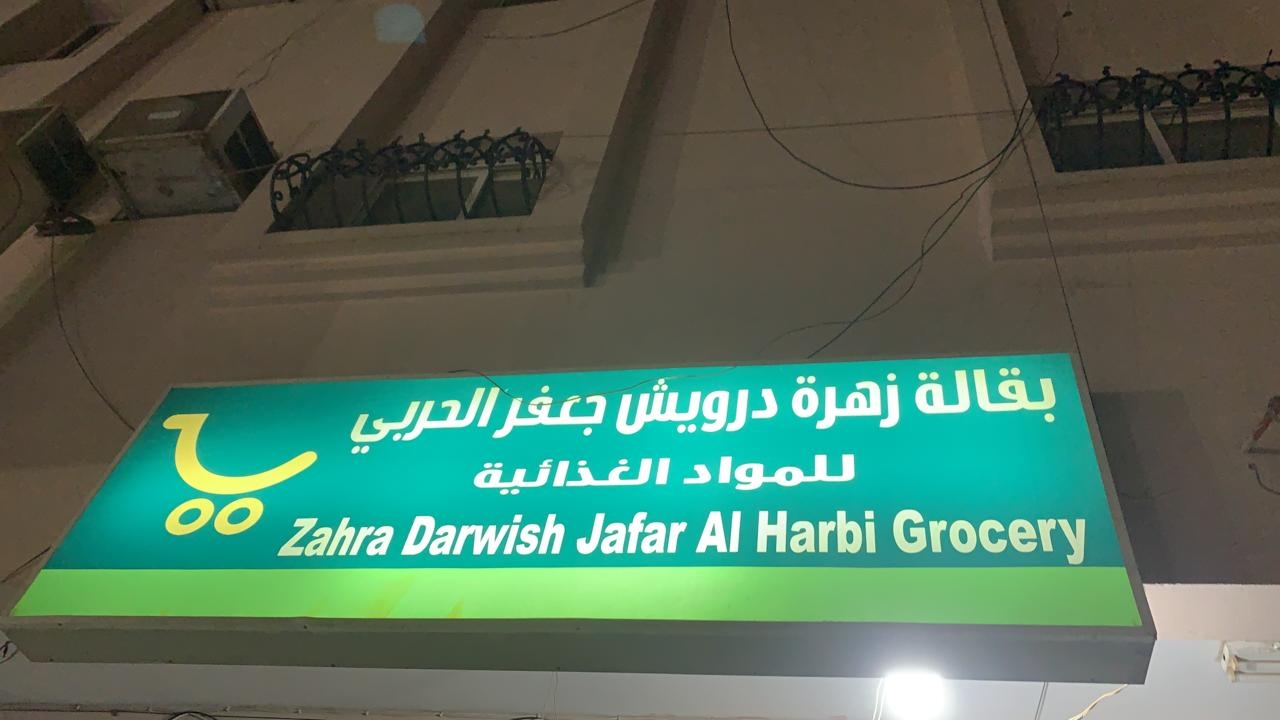 بقالة زهرة درويش جعفر الحربي
للمواد الغذائية
Zahra Darwish Jafar Al Harbi Grocery